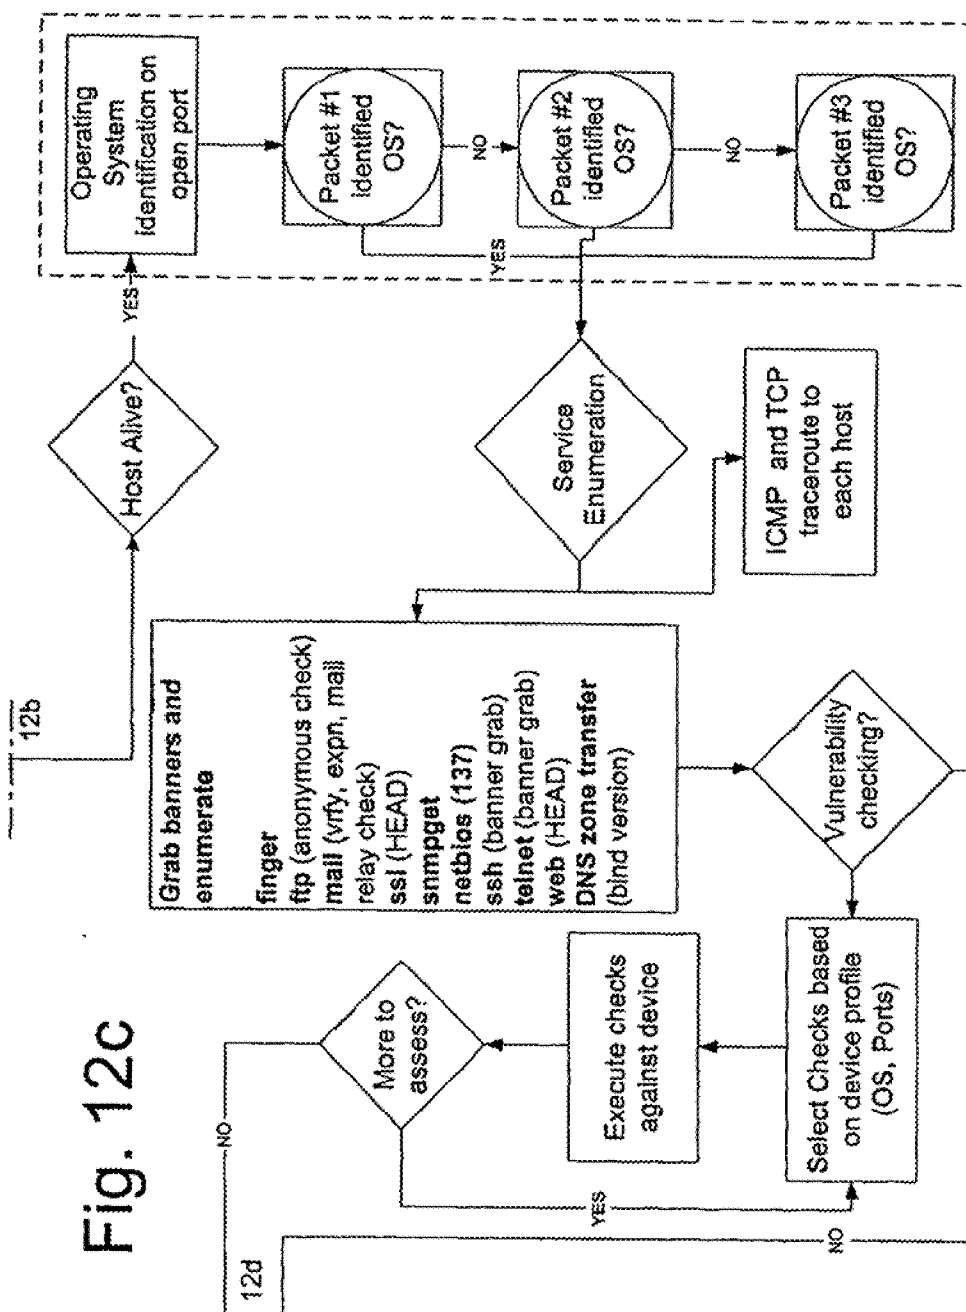 Fig. 12c
12b
Host Alive?
YES
Operating
System
Identification on
open port
Packet #1
identified
OS?
NO
Packet #2
identified
OS?
NO
Packet #3
identified
OS?
YES
Service
Enumeration
ICMP and TCP
traceroute to
each host
Grab banners and
enumerate
finger
ftp (anonymous check)
mail (vrfy, expn, mail
relay check)
ssl (HEAD)
snmpget
netbios (137)
ssh (banner grab)
telnet (banner grab)
web (HEAD)
DNS zone transfer
(bind version)
Vulnerability
checking?
Select Checks based
on device profile
(OS, Ports)
Execute checks
against device
More to
assess?
YES
NO
NO
12d